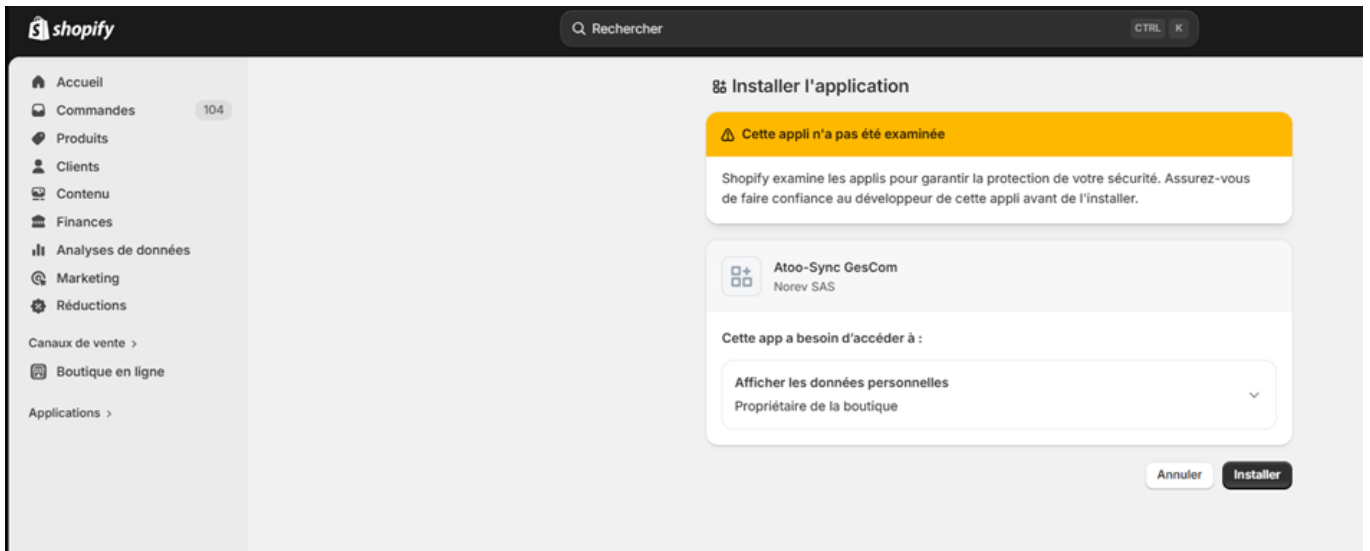 shopify
Rechercher
CTRL K
Accueil
Commandes 104
Produits
Clients
Contenu
Finances
Analyses de données
Marketing
Réductions
Canaux de vente >
Boutique en ligne
Applications >
Installer l'application
Cette appli n'a pas été examinée
Shopify examine les applis pour garantir la protection de votre sécurité. Assurez-vous
de faire confiance au développeur de cette appli avant de l'installer.
Atoo-Sync GesCom
Norev SAS
Cette app a besoin d'accéder à :
Afficher les données personnelles
Propriétaire de la boutique
Annuler
Installer